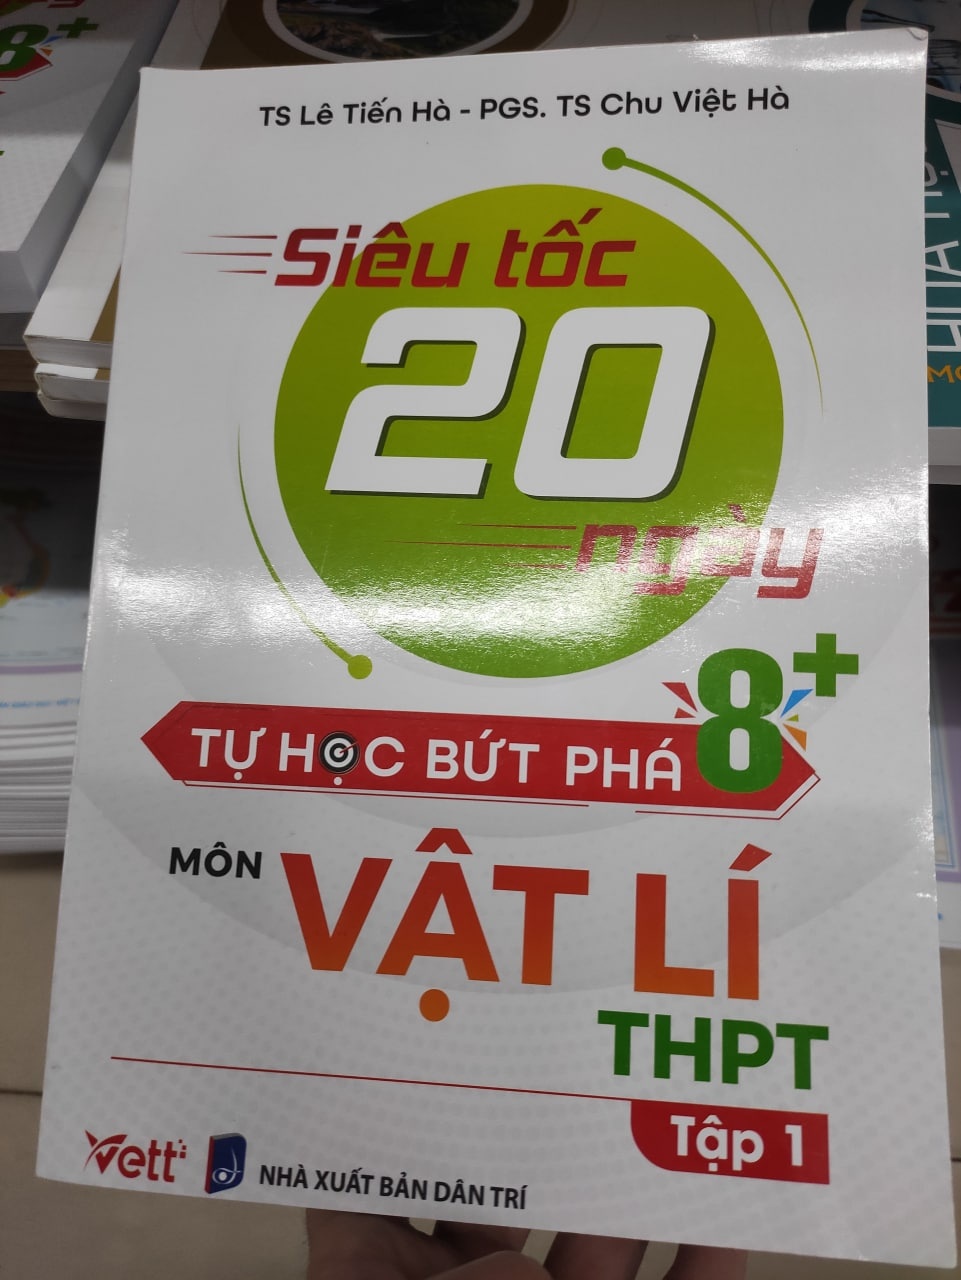 TS Lê Tiến Hà - PGS. TS Chu Việt Hà
Siêu tốc
20
ngày
TỰ HỌC BỨT PHÁ 8+
MÔN VẬT LÍ
THPT
Tập 1
Vett
NHÀ XUẤT BẢN DÂN TRÍ
8+